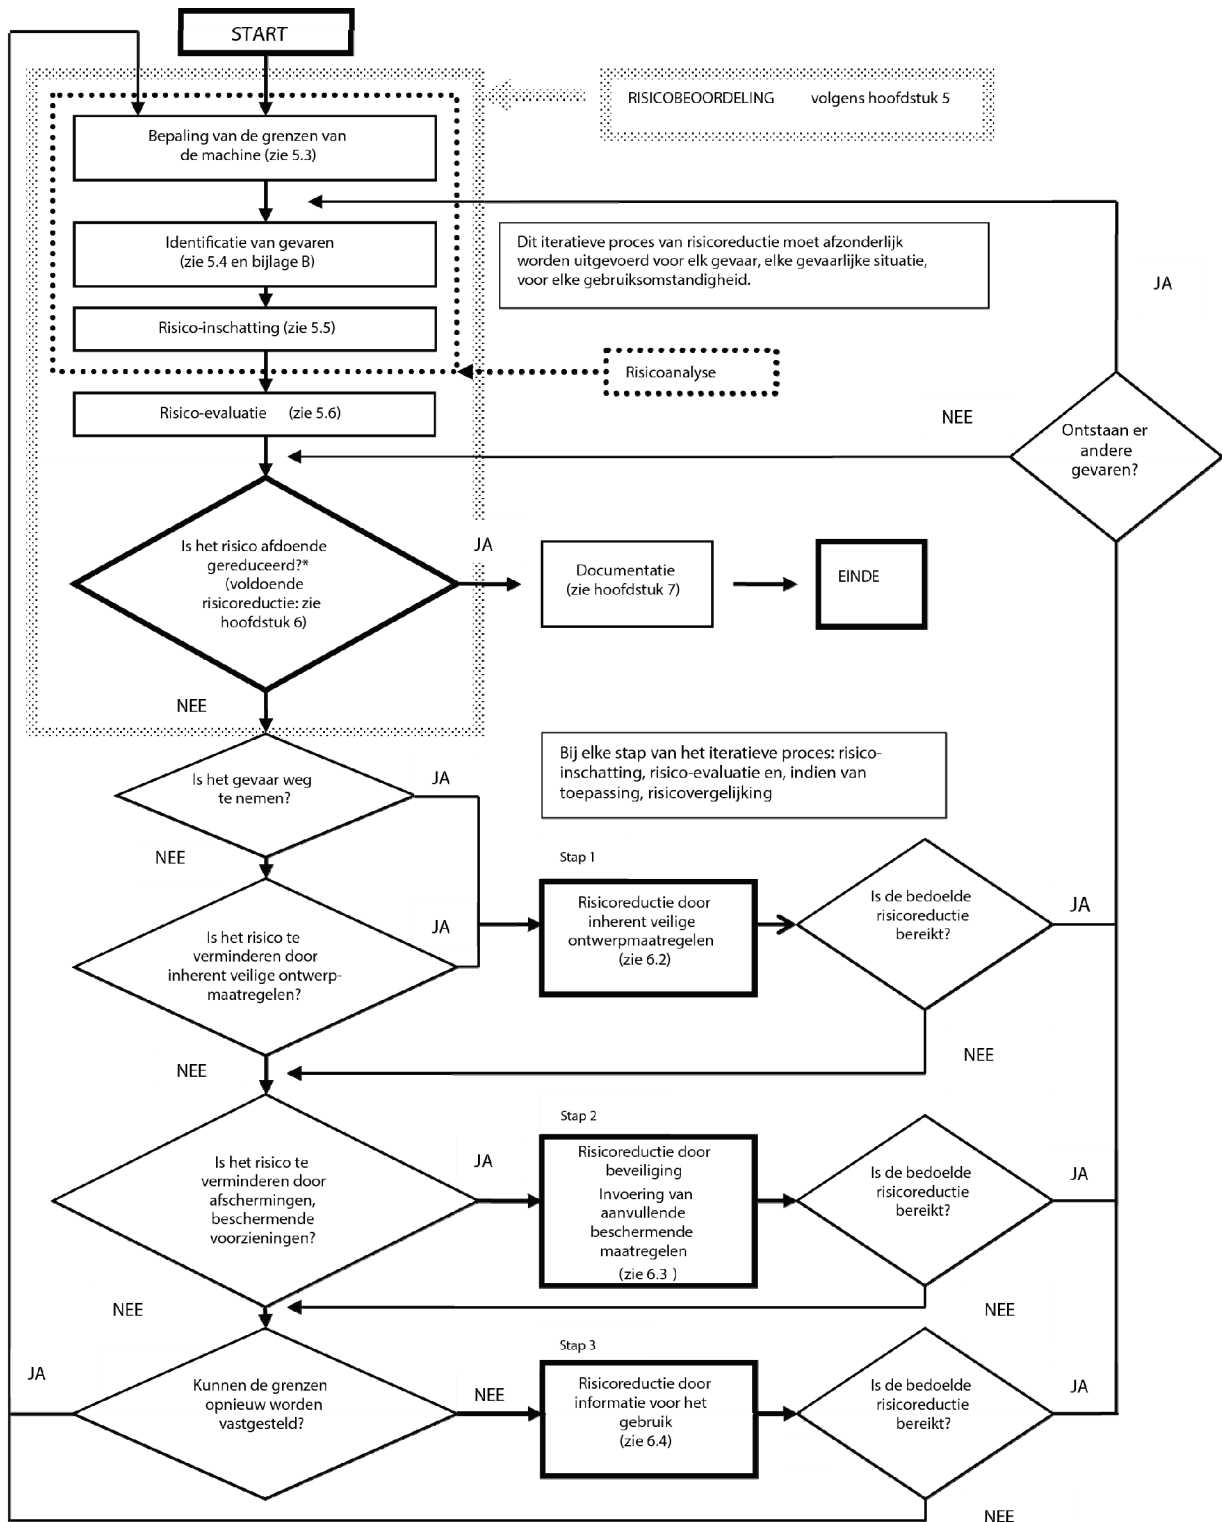 START
RISICOBEOORDELING volgens hoofdstuk 5
Bepaling van de grenzen van
de machine (zie 5.3)
Identificatie van gevaren
(zie 5.4 en bijlage B)
Dit iteratieve proces van risicoreductie moet afzonderlijk
worden uitgevoerd voor elk gevaar, elke gevaarlijke situatie,
voor elke gebruiksomstandigheid.
JA
Risico-inschatting (zie 5.5)
Risicoanalyse
Risico-evaluatie (zie 5.6)
NEE
Ontstaan er
andere
gevaren?
Is het risico afdoende
gereduceerd?*
(voldoende
risicoreductie: zie
hoofdstuk 6)
JA
Documentatie
(zie hoofdstuk 7)
EINDE
NEE
Is het gevaar weg
te nemen?
JA
Bij elke stap van het iteratieve proces: risico-
inschatting, risico-evaluatie en, indien van
toepassing, risicovergelijking
NEE
Stap 1
Is het risico te
verminderen door
inherent veilige ontwerp-
maatregelen?
JA
Risicoreductie door
inherent veilige
ontwerpmaatregelen
(zie 6.2)
Is de bedoelde
risicoreductie
bereikt?
JA
NEE
NEE
Stap 2
Is het risico te
verminderen door
afschermingen,
beschermende
voorzieningen?
JA
Risicoreductie door
beveiliging
Invoering van
aanvullende
beschermende
maatregelen
(zie 6.3 )
Is de bedoelde
risicoreductie
bereikt?
JA
NEE
NEE
Stap 3
JA
Kunnen de grenzen
opnieuw worden
vastgesteld?
NEE
Risicoreductie door
informatie voor het
gebruik
(zie 6.4)
Is de bedoelde
risicoreductie
bereikt?
JA
NEE